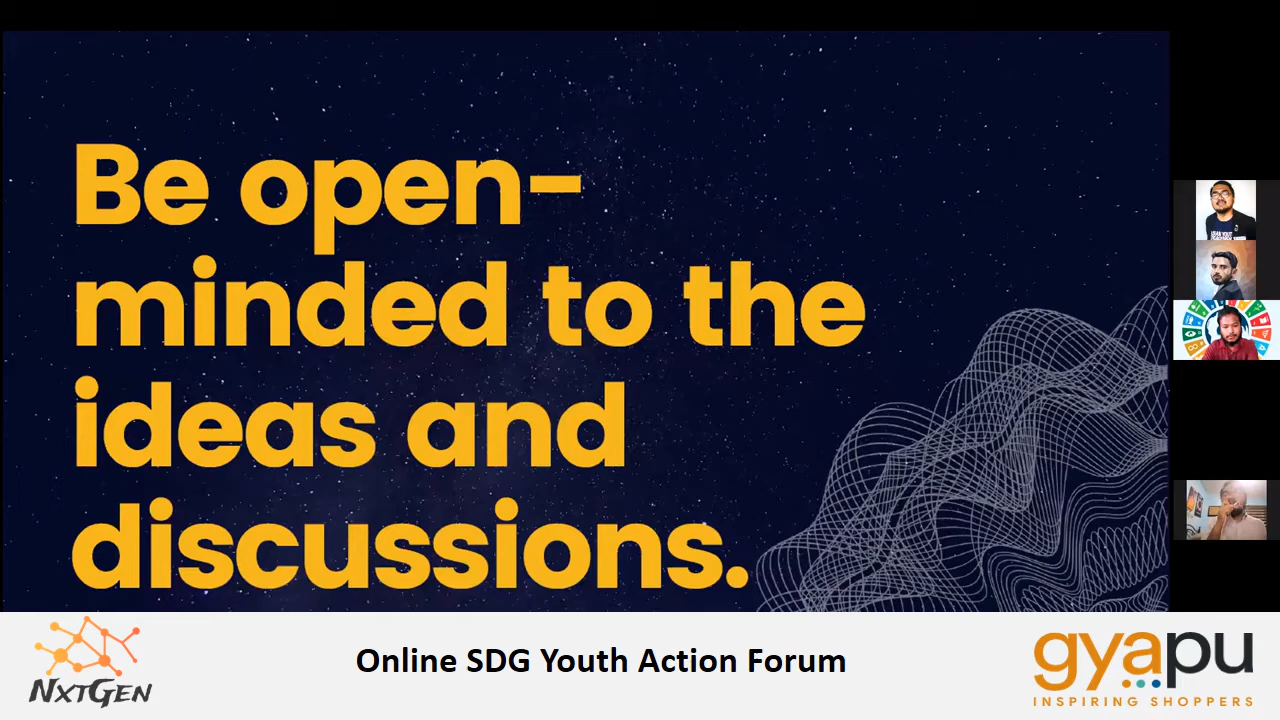 Be open-
minded to the
ideas and
discussions.
NXTGEN
Online SDG Youth Action Forum
gyapu
INSPIRING SHOPPERS